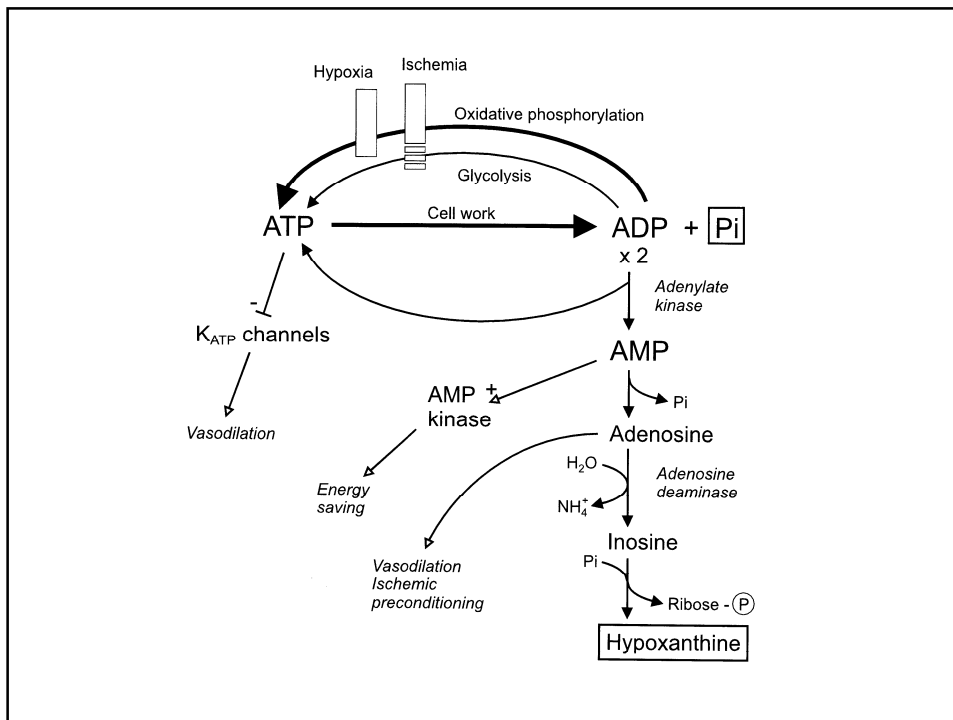 Hypoxia
Ischemia
Oxidative phosphorylation
Glycolysis
ATP
Cell work
ADP + Pi
x 2
Adenylate
kinase
-
K_ATP channels
AMP
AMP +
kinase
Pi
Vasodilation
Adenosine
H₂O
Adenosine
deaminase
Energy
saving
NH₄⁺
Inosine
Vasodilation
Ischemic
preconditioning
Pi
Ribose - P
Hypoxanthine